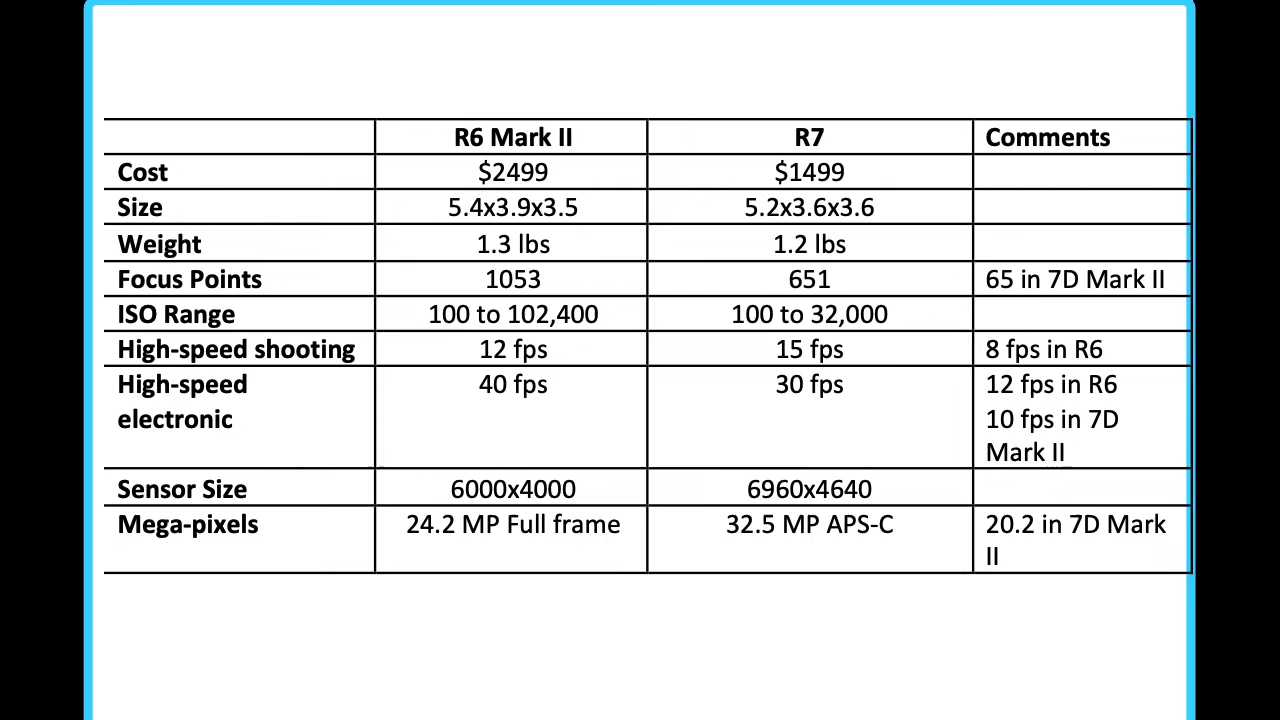 R6 Mark II R7 Comments
Cost $2499 $1499
Size 5.4x3.9x3.5 5.2x3.6x3.6
Weight 1.3 lbs 1.2 lbs
Focus Points 1053 651 65 in 7D Mark II
ISO Range 100 to 102,400 100 to 32,000
High-speed shooting 12 fps 15 fps 8 fps in R6
High-speed 40 fps 30 fps 12 fps in R6
electronic 10 fps in 7D
Mark II
Sensor Size 6000x4000 6960x4640
Mega-pixels 24.2 MP Full frame 32.5 MP APS-C 20.2 in 7D Mark
II